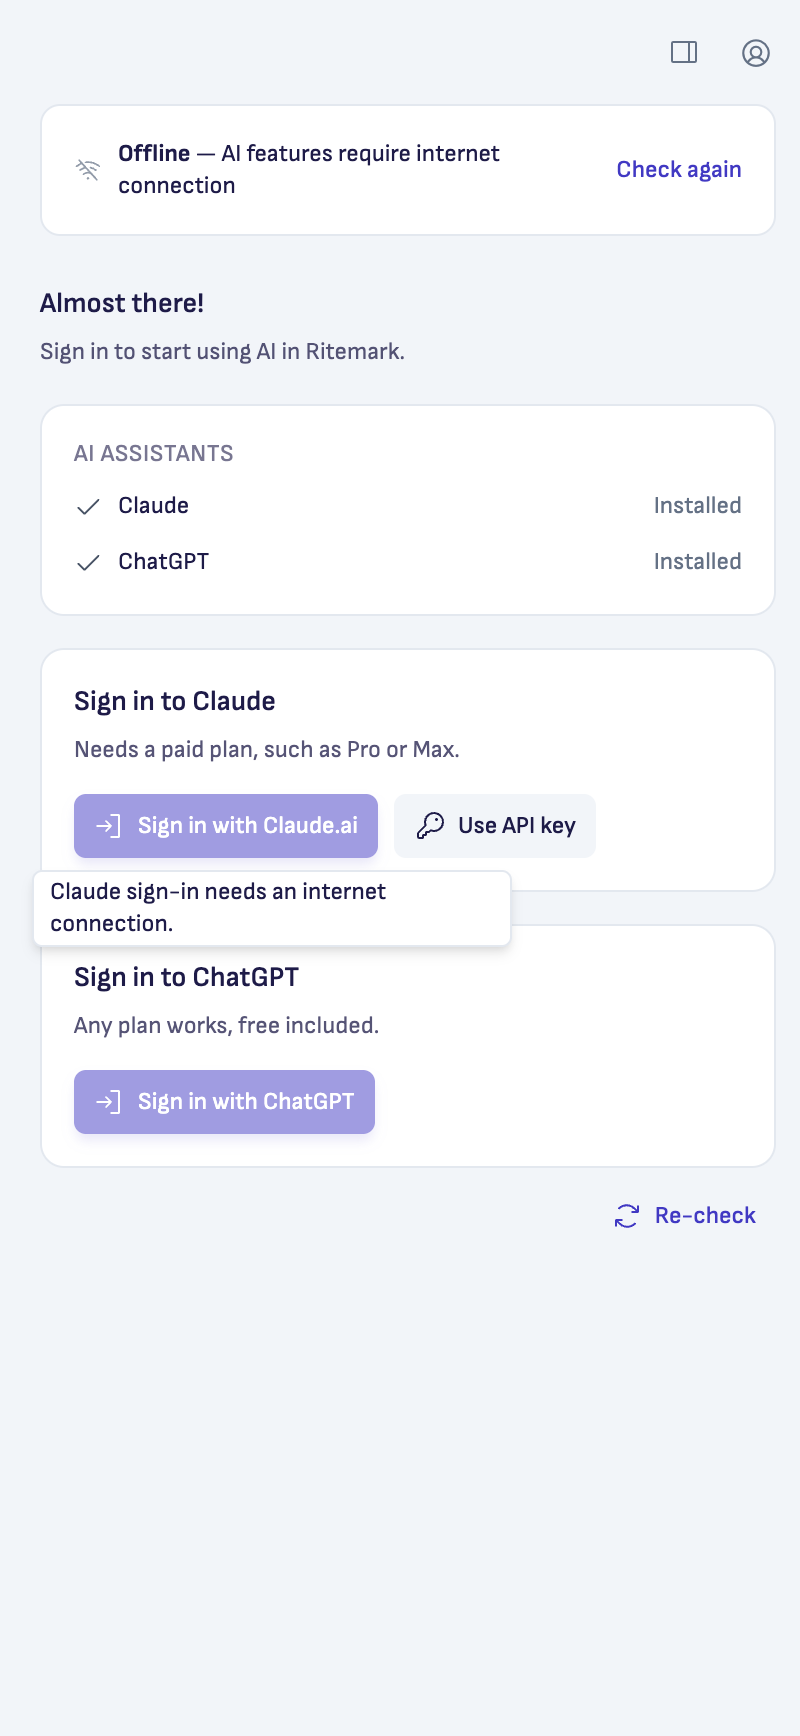 Offline — AI features require internet
connection
Check again
Almost there!
Sign in to start using AI in Ritemark.
AI ASSISTANTS
Claude
Installed
ChatGPT
Installed
Sign in to Claude
Needs a paid plan, such as Pro or Max.
Sign in with Claude.ai
Use API key
Claude sign-in needs an internet
connection.
Sign in to ChatGPT
Any plan works, free included.
Sign in with ChatGPT
Re-check